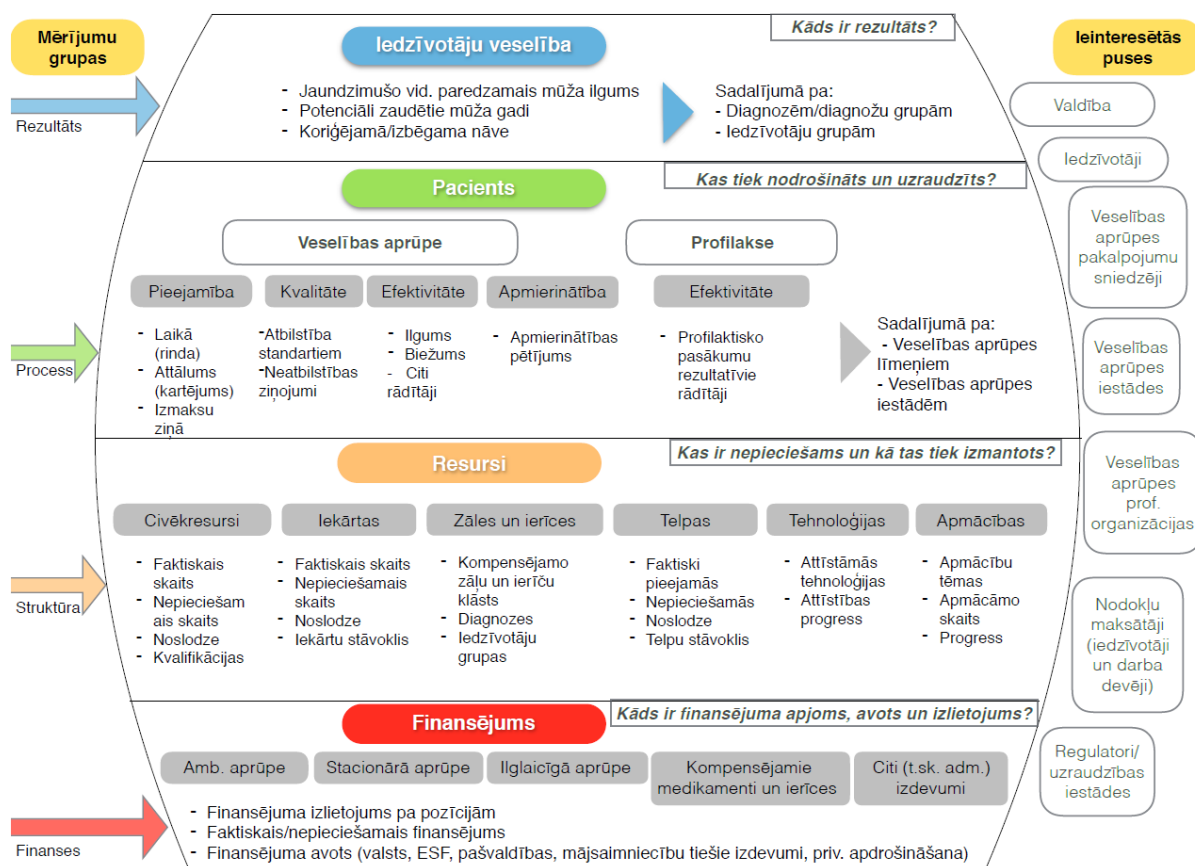 Mērījumu
grupas
Iedzīvotāju veselība
Kāds ir rezultāts?
Ieinteresētās
puses
Rezultāts
- Jaundzimušo vid. paredzamais mūža ilgums
- Potenciāli zaudētie mūža gadi
- Koriģējamā/izbēgama nāve
Sadalījumā pa:
- Diagnozēm/diagnožu grupām
- Iedzīvotāju grupām
Valdība
Iedzīvotāji
Pacients
Kas tiek nodrošināts un uzraudzīts?
Veselības aprūpe
Profilakse
Veselības
aprūpes
pakalpojumu
sniedzēji
Process
Pieejamība
- Laikā
(rinda)
- Attālums
(kartējums)
- Izmaksu
ziņā
Kvalitāte
-Atbilstība
standartiem
-Neatbilstības
ziņojumi
Efektivitāte
- Ilgums
- Biežums
- Citi
rādītāji
Apmierinātība
- Apmierinātības
pētījums
Efektivitāte
- Profilaktisko
pasākumu
rezultatīvie
rādītāji
Sadalījumā pa:
- Veselības aprūpes
līmeņiem
- Veselības aprūpes
iestādēm
Veselības
aprūpes
iestādes
Resursi
Kas ir nepieciešams un kā tas tiek izmantots?
Veselības
aprūpes
prof.
organizācijas
Struktūra
Civēkresursi
- Faktiskais
skaits
- Nepieciešam
ais skaits
- Noslodze
- Kvalifikācijas
Iekārtas
- Faktiskais skaits
- Nepieciešamais
skaits
- Noslodze
- Iekārtu stāvoklis
Zāles un ierīces
- Kompensējamo
zāļu un ierīču
klāsts
- Diagnozes
- Iedzīvotāju
grupas
Telpas
- Faktiski
pieejamās
- Nepieciešamās
- Noslodze
- Telpu stāvoklis
Tehnoloģijas
- Attīstāmās
tehnoloģijas
- Attīstības
progress
Apmācības
- Apmācību
tēmas
- Apmācāmo
skaits
- Progress
Nodokļu
maksātāji
(iedzīvotāji
un darba
devēji)
Finansējums
Kāds ir finansējuma apjoms, avots un izlietojums?
Amb. aprūpe
Stacionārā aprūpe
Ilglaicīgā aprūpe
Kompensējamie
medikamenti un ierīces
Citi (t.sk. adm.)
izdevumi
Regulatori/
uzraudzības
iestādes
Finanses
- Finansējuma izlietojums pa pozīcijām
- Faktiskais/nepieciešamais finansējums
- Finansējuma avots (valsts, ESF, pašvaldības, mājsaimniecību tiešie izdevumi, priv. apdrošināšana)